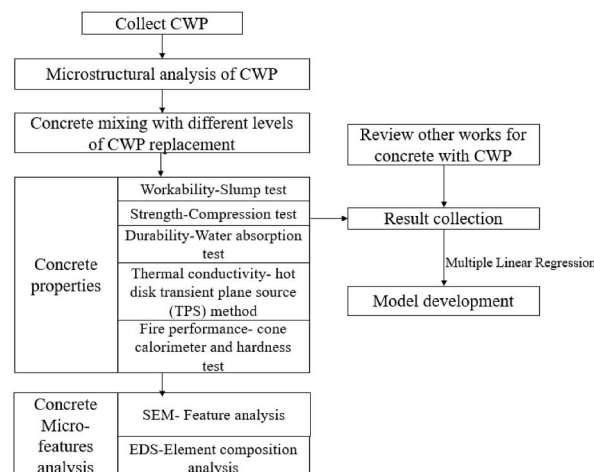 Collect CWP
Microstructural analysis of CWP
Concrete mixing with different levels
of CWP replacement
Concrete
properties
Workability-Slump test
Strength-Compression test
Durability-Water absorption
test
Thermal conductivity- hot
disk transient plane source
(TPS) method
Fire performance- cone
calorimeter and hardness
test
Concrete
Micro-
features
analysis
SEM- Feature analysis
EDS-Element composition
analysis
Review other works for
concrete with CWP
Result collection
Multiple Linear Regression
Model development